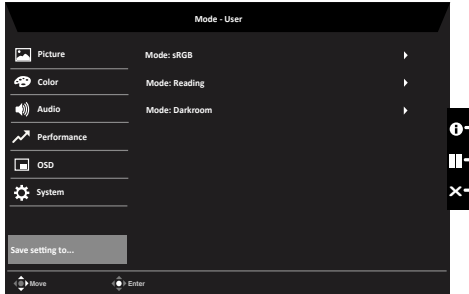 Mode - User
Picture
Mode: sRGB
Color
Mode: Reading
Audio
Mode: Darkroom
Performance
OSD
System
Save setting to...
Move
Enter